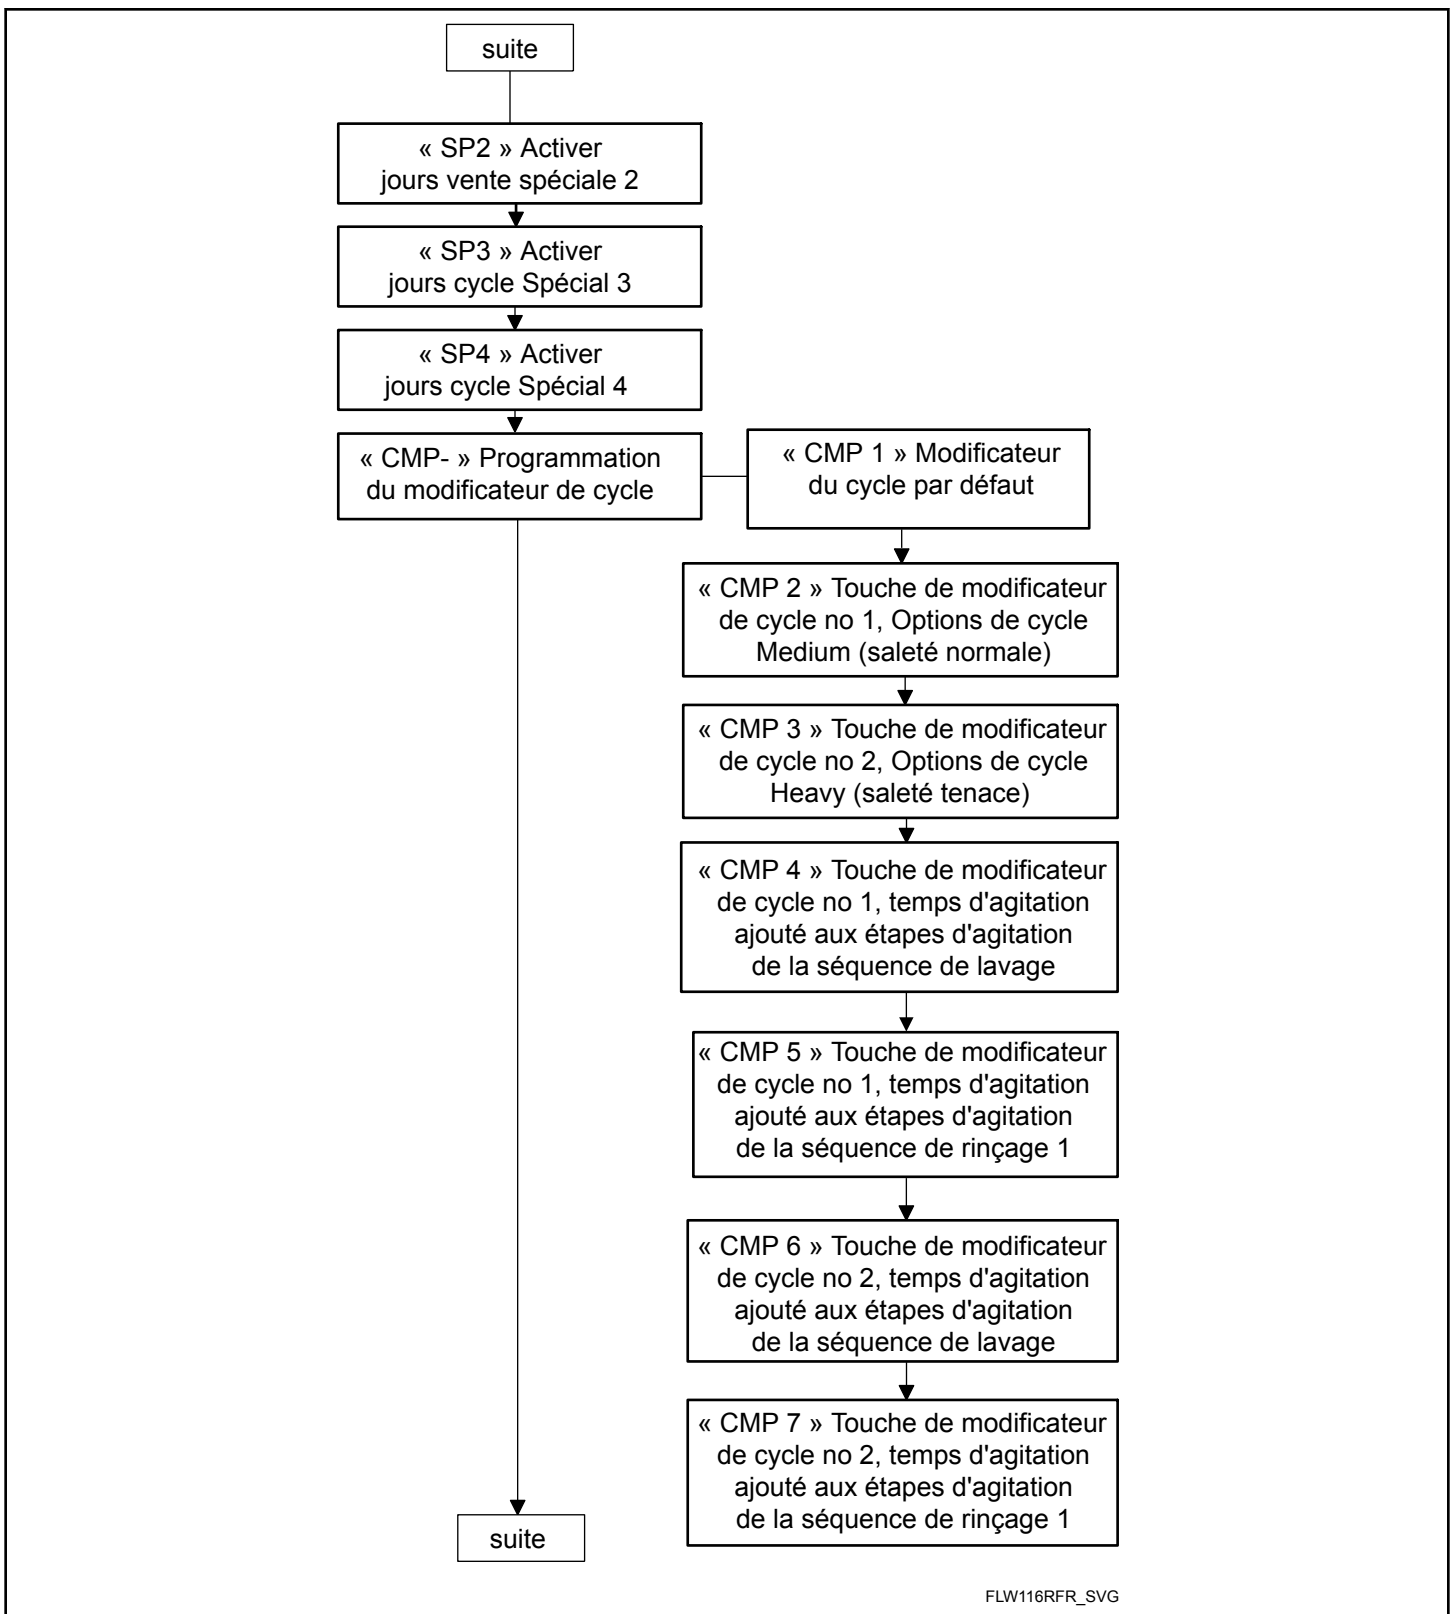 suite
« SP2 » Activer
jours vente spéciale 2
« SP3 » Activer
jours cycle Spécial 3
« SP4 » Activer
jours cycle Spécial 4
« CMP- » Programmation
du modificateur de cycle
« CMP 1 » Modificateur
du cycle par défaut
« CMP 2 » Touche de modificateur
de cycle no 1, Options de cycle
Medium (saleté normale)
« CMP 3 » Touche de modificateur
de cycle no 2, Options de cycle
Heavy (saleté tenace)
« CMP 4 » Touche de modificateur
de cycle no 1, temps d'agitation
ajouté aux étapes d'agitation
de la séquence de lavage
« CMP 5 » Touche de modificateur
de cycle no 1, temps d'agitation
ajouté aux étapes d'agitation
de la séquence de rinçage 1
« CMP 6 » Touche de modificateur
de cycle no 2, temps d'agitation
ajouté aux étapes d'agitation
de la séquence de lavage
« CMP 7 » Touche de modificateur
de cycle no 2, temps d'agitation
ajouté aux étapes d'agitation
de la séquence de rinçage 1
suite
FLW116RFR_SVG